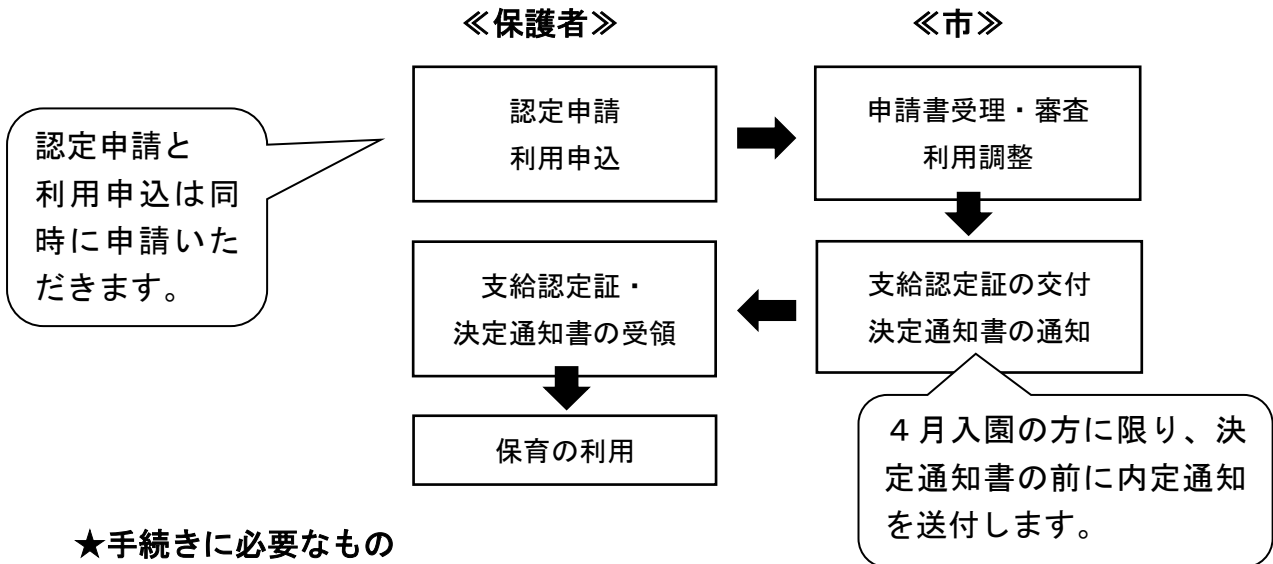 ≪保護者≫
≪市≫
認定申請と
利用申込は同
時に申請いた
だきます。
認定申請
利用申込
申請書受理・審査
利用調整
支給認定証の交付
決定通知書の通知
４月入園の方に限り、決
定通知書の前に内定通知
を送付します。
支給認定証・
決定通知書の受領
保育の利用
★手続きに必要なもの